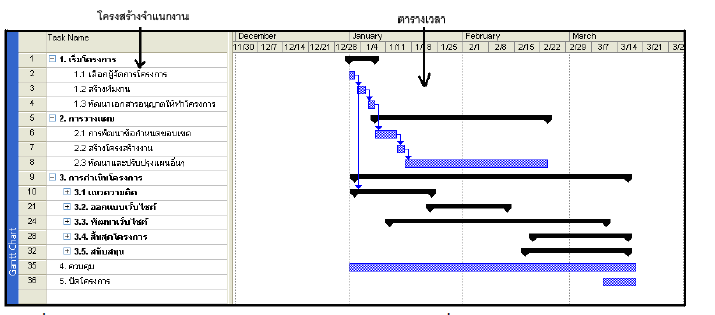 โครงสร้างจำแนกงาน
ตารางเวลา
Task Name
December January February March
11/30 12/7 12/14 12/21 12/28 1/4 1/11 1/18 1/25 2/1 2/8 2/15 2/22 2/29 3/7 3/14 3/21 3/2
1 1. เริ่มโครงการ
2 1.1 เลือกผู้จัดการโครงการ
3 1.2 สร้างทีมงาน
4 1.3 พัฒนาเอกสารอนุญาตให้ทำโครงการ
5 2. การวางแผน
6 2.1 การพัฒนาข้อกำหนดขอบเขต
7 2.2 สร้างโครงสร้างงาน
8 2.3 พัฒนาและปรับปรุงแผนอื่นๆ
9 3. การดำเนินโครงการ
10 3.1 แนวความคิด
21 3.2. ออกแบบเว็บไซต์
24 3.3. พัฒนาเว็บไซต์
28 3.4. สิ้นสุดโครงการ
32 3.5. สนับสนุน
35 4. ควบคุม
36 5. ปิดโครงการ
Gantt Chart